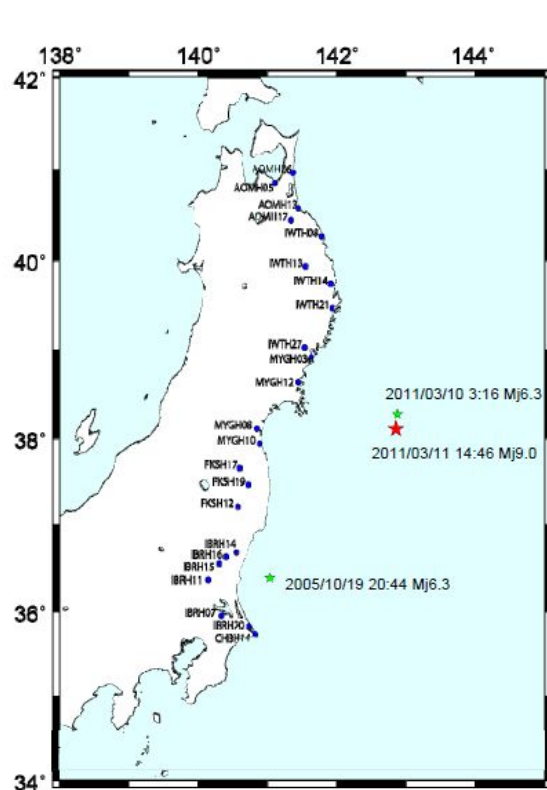 138° 140° 142° 144°
42°
AOMH06
AOMH05
AOMH13
AOMH17
IWTH08
40°
IWTH13
IWTH14
IWTH21
IWTH27
MYGH03
MYGH12
2011/03/10 3:16 Mj6.3
MYGH08
38°
MYGH10
2011/03/11 14:46 Mj9.0
FKSH17
FKSH19
FKSH12
IBRH14
IBRH16
IBRH15
IBRH11
2005/10/19 20:44 Mj6.3
36°
IBRH07
IBRH20
CHBH14
34°